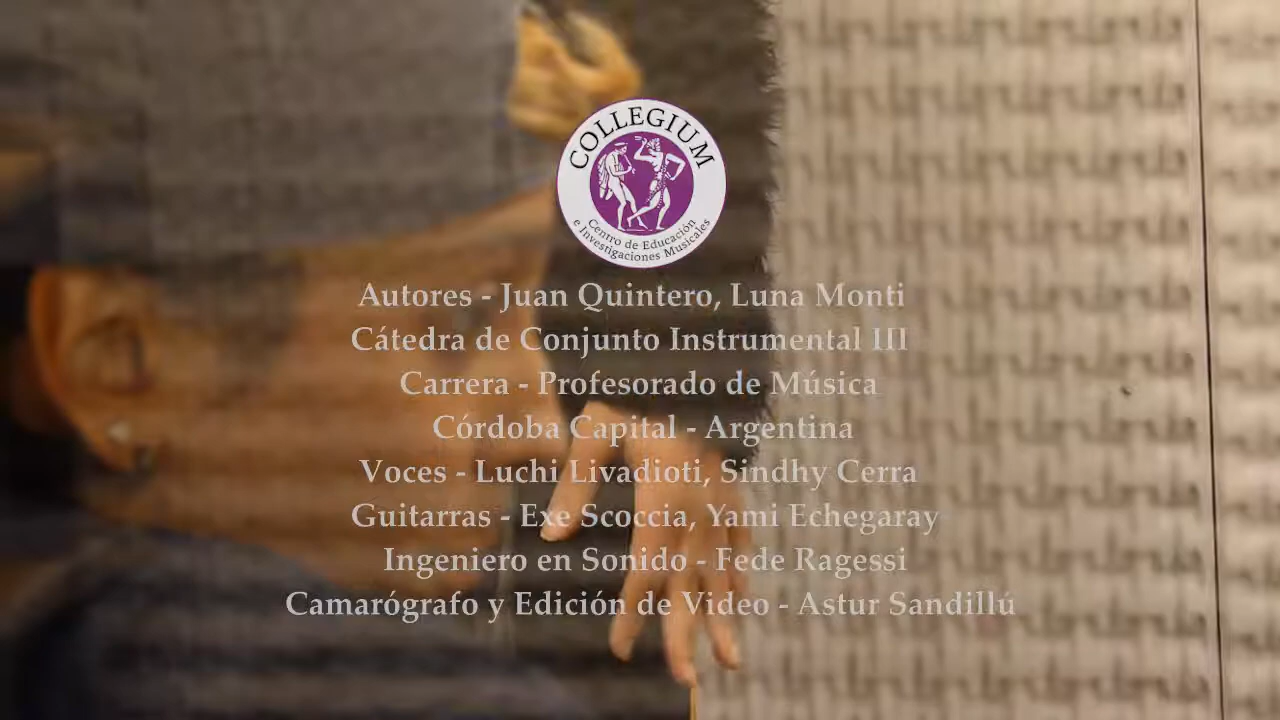 COLLEGIUM
Centro de Educación
e Investigaciones Musicales
Autores - Juan Quintero, Luna Monti
Cátedra de Conjunto Instrumental III
Carrera - Profesorado de Música
Córdoba Capital - Argentina
Voces - Luchi Livadioti, Sindhy Cerra
Guitarras - Exe Scoccia, Yami Echegaray
Ingeniero en Sonido - Fede Ragessi
Camarógrafo y Edición de Video - Astur Sandillú